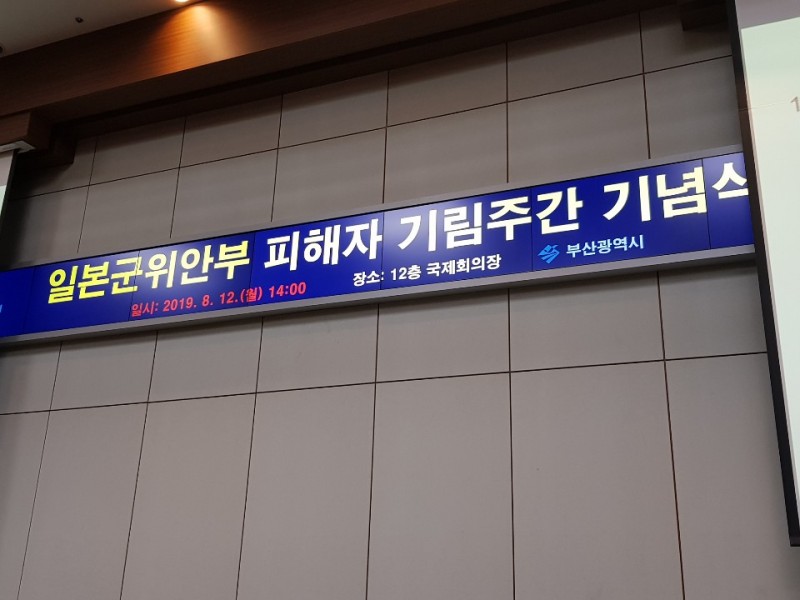 일본군위안부 피해자 기림주간 기념식
일시: 2019. 8. 12.(월) 14:00
장소: 12층 국제회의장
부산광역시